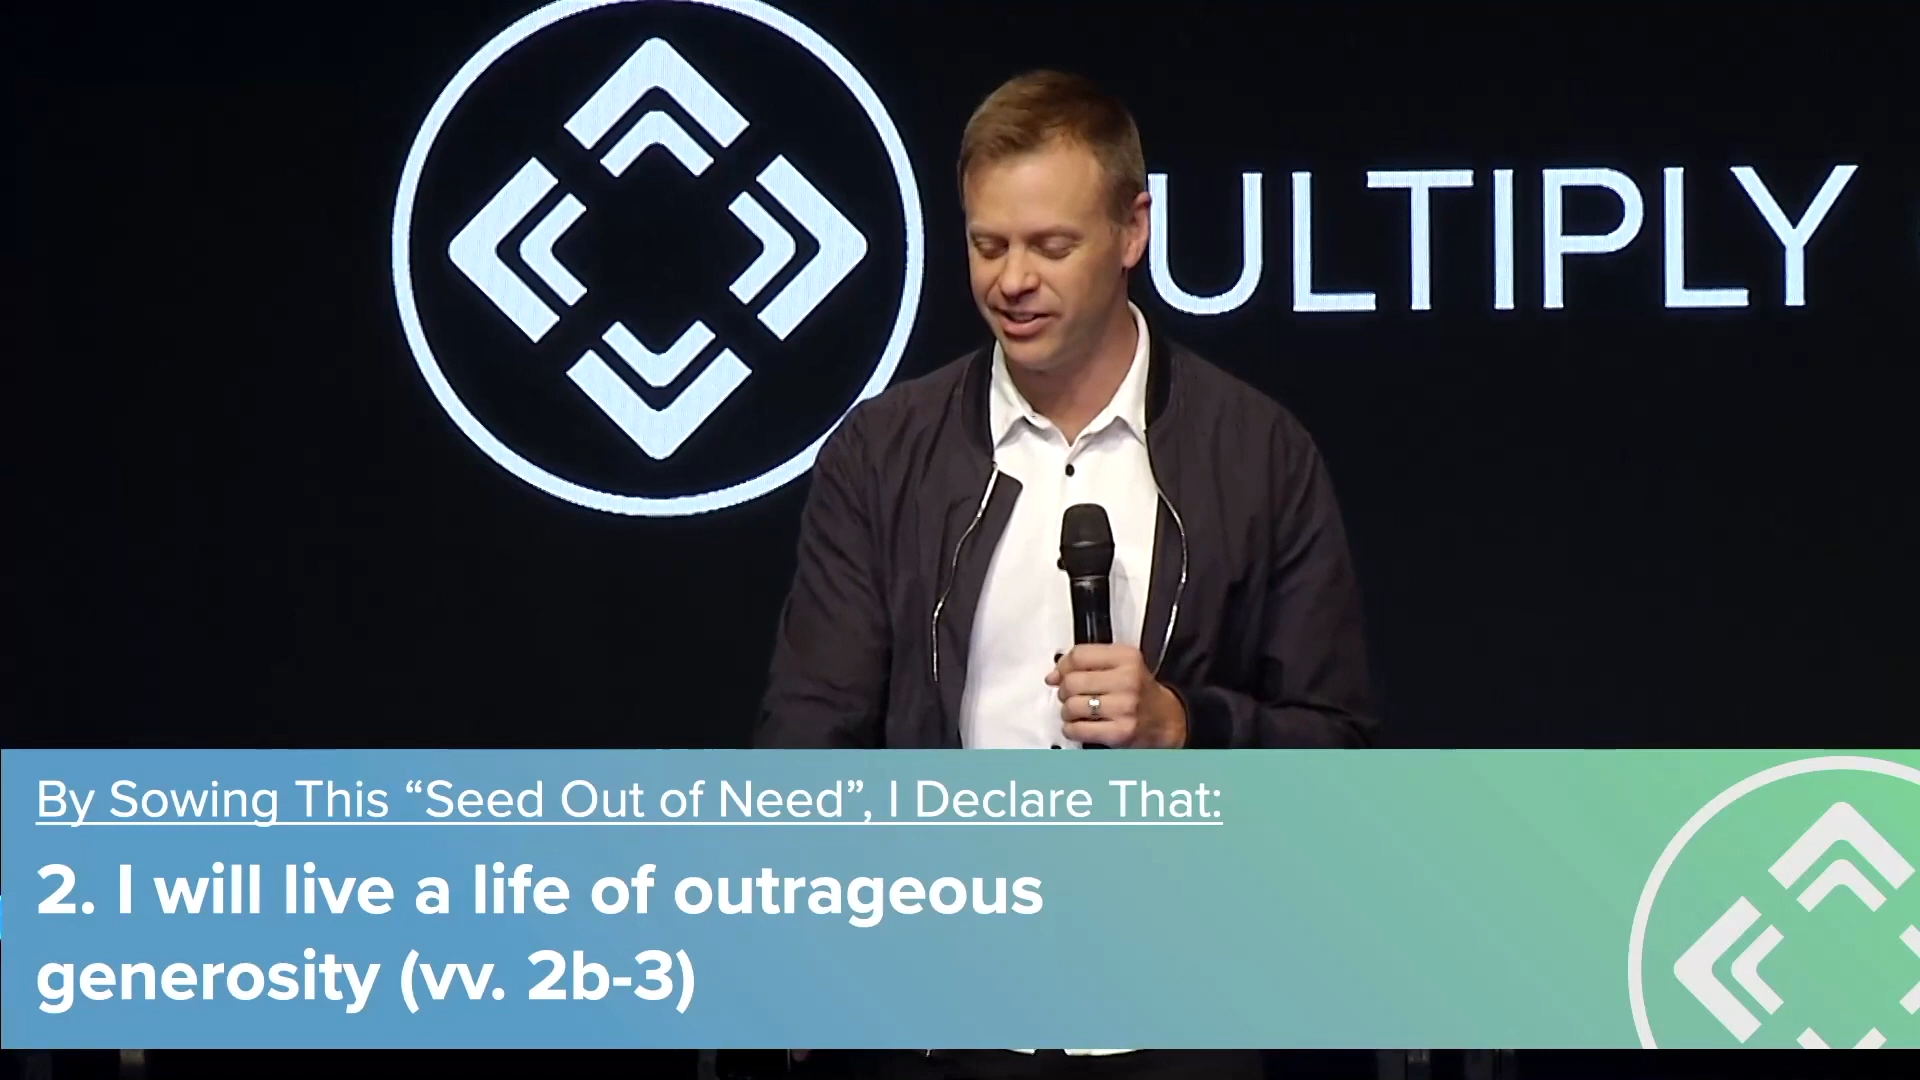 ULTIPLY
By Sowing This “Seed Out of Need”, I Declare That:
2. I will live a life of outrageous
generosity (vv. 2b-3)